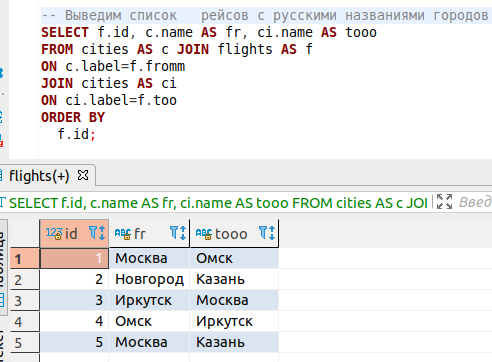 -- Выведим список   рейсов с русскими названиями городов
SELECT f.id, c.name AS fr, ci.name AS tooo
FROM cities AS c JOIN flights AS f
ON c.label=f.fromm
JOIN cities AS ci
ON ci.label=f.too
ORDER BY
  f.id;
flights(+)
SELECT f.id, c.name AS fr, ci.name AS tooo FROM cities AS c JOI
123 id ABC fr ABC tooo
1 1 Москва Омск
2 2 Новгород Казань
3 3 Иркутск Москва
4 4 Омск Иркутск
5 5 Москва Казань